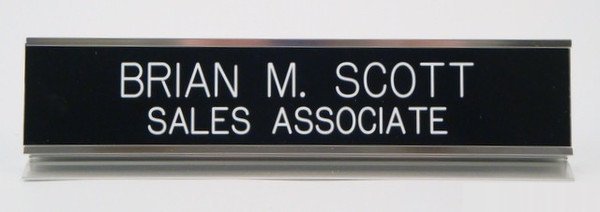 BRIAN M. SCOTT
SALES ASSOCIATE